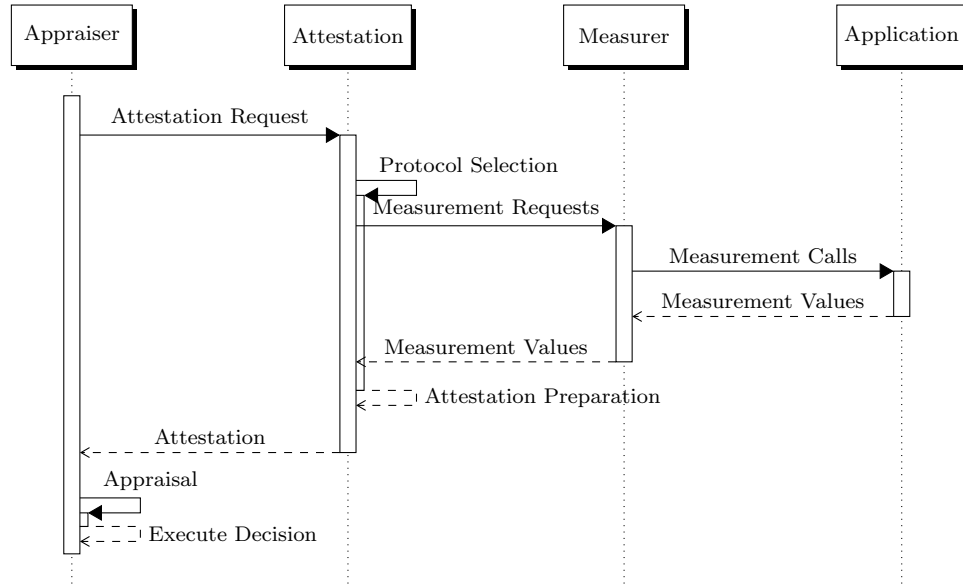 Appraiser
Attestation
Measurer
Application
Attestation Request
Protocol Selection
Measurement Requests
Measurement Calls
Measurement Values
Measurement Values
Attestation Preparation
Attestation
Appraisal
Execute Decision